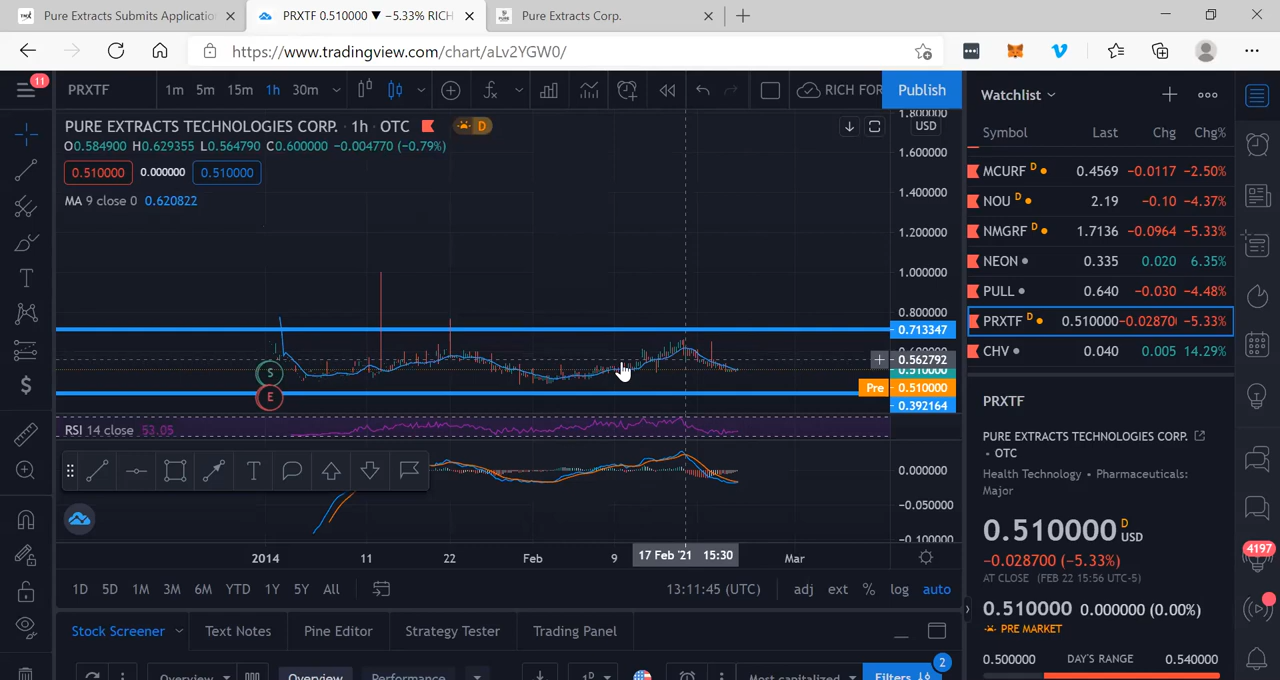 Pure Extracts Submits Applicatio
PRXTF 0.510000 ▼ −5.33% RICH
Pure Extracts Corp.
https://www.tradingview.com/chart/aLv2YGW0/
11
PRXTF
1m 5m 15m 1h 30m
RICH FOR
Publish
PURE EXTRACTS TECHNOLOGIES CORP. · 1h · OTC
D
O0.584900 H0.629355 L0.564790 C0.600000 −0.004770 (−0.79%)
0.510000 0.000000 0.510000
MA 9 close 0 0.620822
1.800000
USD
1.600000
1.400000
1.200000
1.000000
0.800000
0.713347
0.562792
0.510000
Pre 0.510000
0.392164
S
E
RSI 14 close 53.05
0.000000
−0.050000
−0.100000
2014 11 22 Feb 9 17 Feb '21 15:30 Mar
1D 5D 1M 3M 6M YTD 1Y 5Y All
13:11:45 (UTC)
adj ext % log auto
Stock Screener
Text Notes
Pine Editor
Strategy Tester
Trading Panel
Overview
Overview
Performance
1D
Most capitalized
Filters
2
Watchlist
Symbol Last Chg Chg%
MCURF D 0.4569 −0.0117 −2.50%
NOU D 2.19 −0.10 −4.37%
NMGRF D 1.7136 −0.0964 −5.33%
NEON 0.335 0.020 6.35%
PULL 0.640 −0.030 −4.48%
PRXTF D 0.510000 −0.02870 −5.33%
CHV 0.040 0.005 14.29%
PRXTF
PURE EXTRACTS TECHNOLOGIES CORP.
• OTC
Health Technology • Pharmaceuticals:
Major
0.510000 D USD
−0.028700 (−5.33%)
AT CLOSE (FEB 22 15:56 UTC-5)
0.510000 0.000000 (0.00%)
PRE MARKET
0.500000 DAY'S RANGE 0.540000
4197